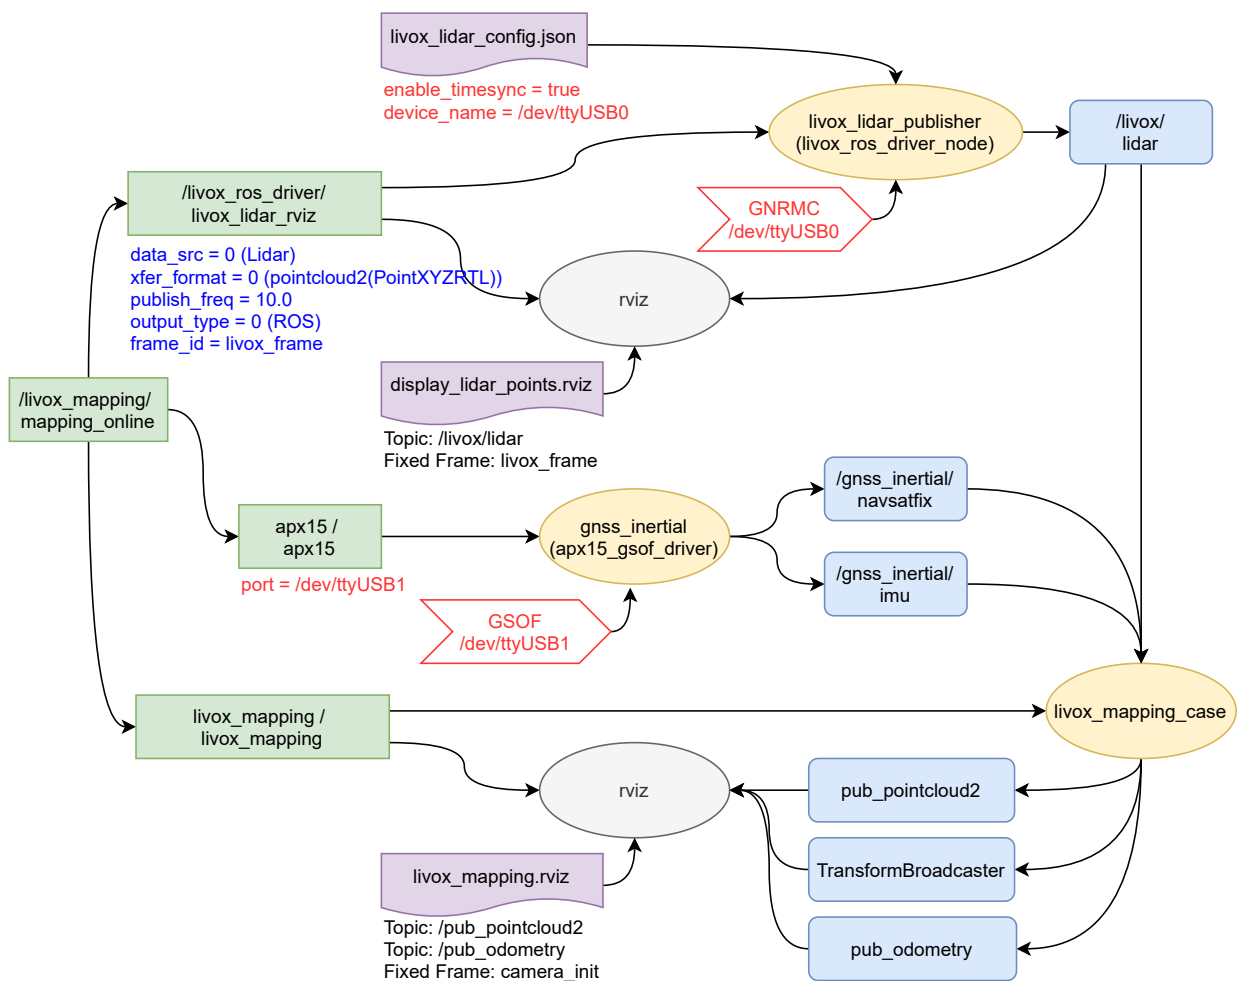 livox_lidar_config.json
enable_timesync = true
device_name = /dev/ttyUSB0
livox_lidar_publisher
(livox_ros_driver_node)
/livox/
lidar
/livox_ros_driver/
livox_lidar_rviz
GNRMC
/dev/ttyUSB0
data_src = 0 (Lidar)
xfer_format = 0 (pointcloud2(PointXYZRTL))
publish_freq = 10.0
output_type = 0 (ROS)
frame_id = livox_frame
rviz
/livox_mapping/
mapping_online
display_lidar_points.rviz
Topic: /livox/lidar
Fixed Frame: livox_frame
/gnss_inertial/
navsatfix
apx15 /
apx15
port = /dev/ttyUSB1
gnss_inertial
(apx15_gsof_driver)
/gnss_inertial/
imu
GSOF
/dev/ttyUSB1
livox_mapping /
livox_mapping
livox_mapping_case
rviz
pub_pointcloud2
TransformBroadcaster
livox_mapping.rviz
Topic: /pub_pointcloud2
Topic: /pub_odometry
Fixed Frame: camera_init
pub_odometry